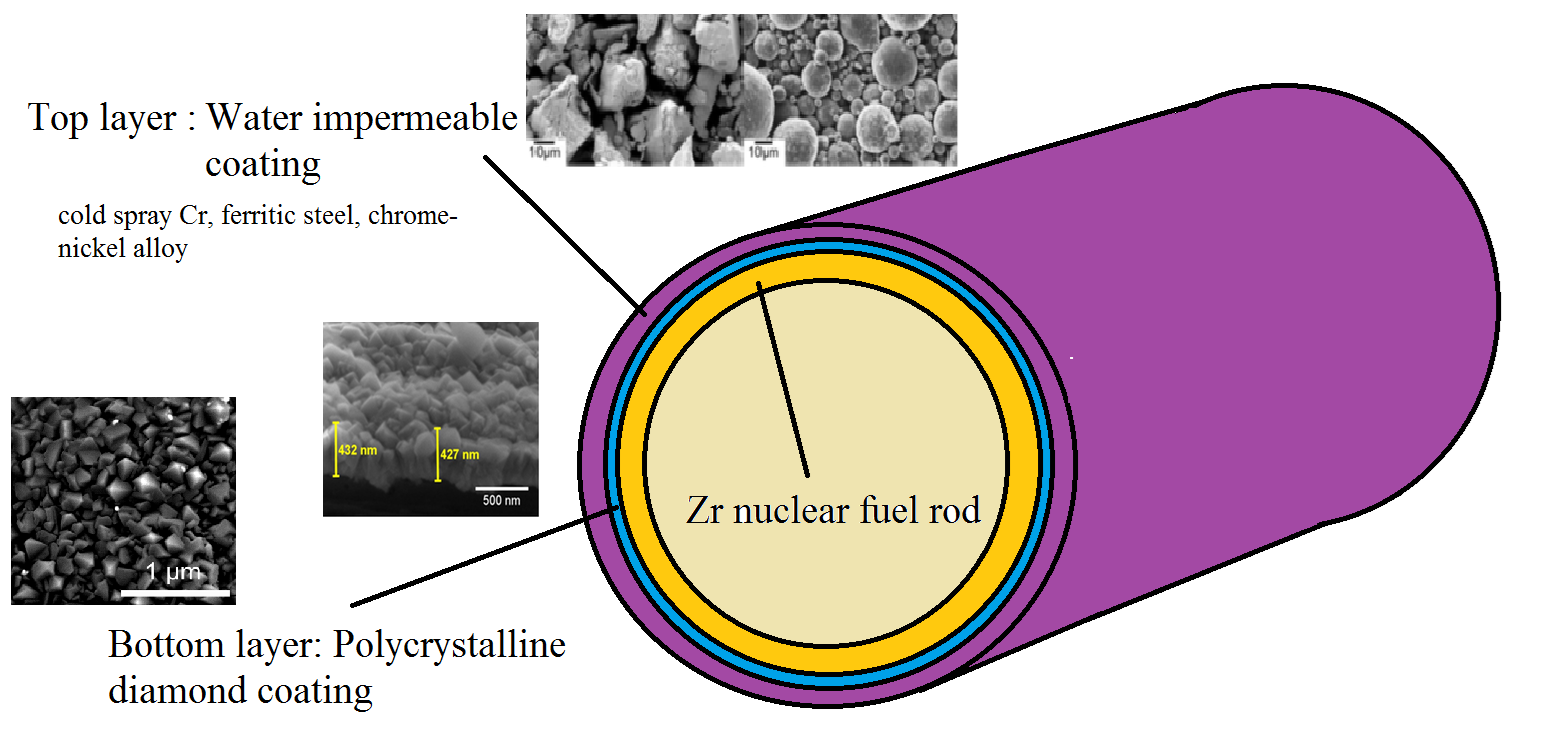 10μm
10μm
Top layer : Water impermeable
coating
cold spray Cr, ferritic steel, chrome-
nickel alloy
432 nm
427 nm
500 nm
Zr nuclear fuel rod
1 μm
Bottom layer: Polycrystalline
diamond coating